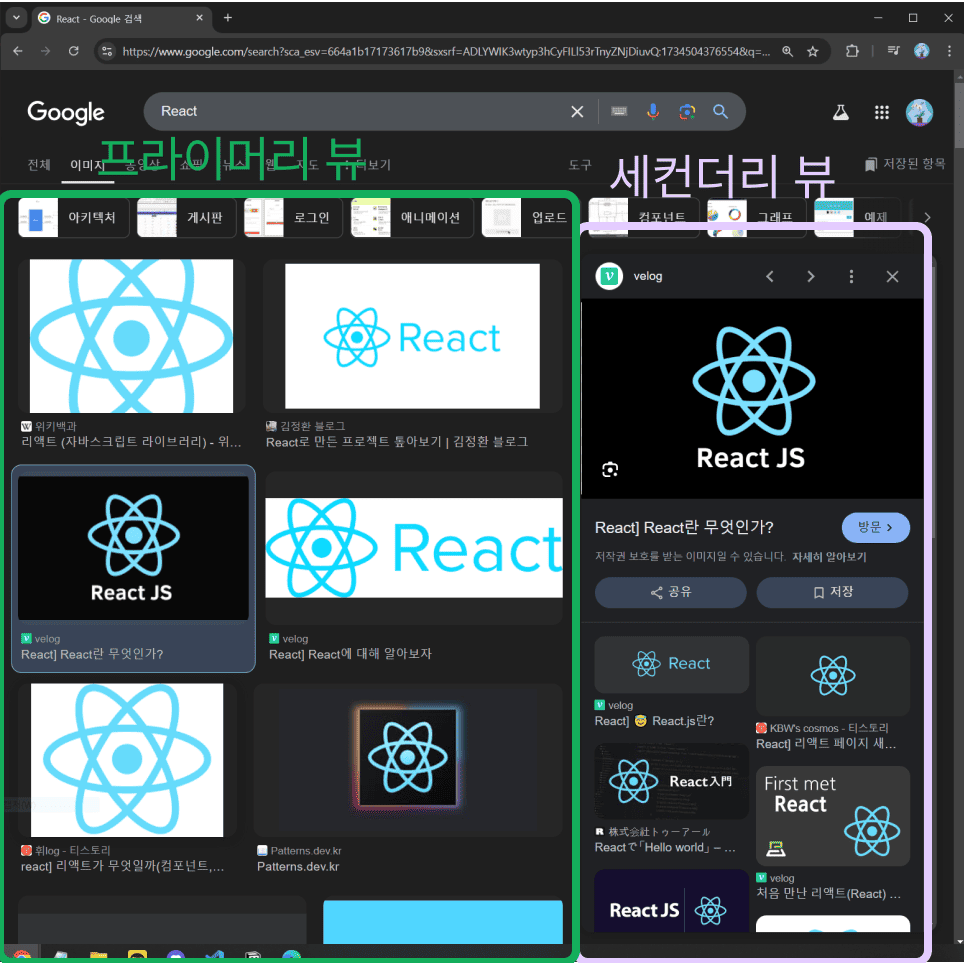 React - Google 검색
https://www.google.com/search?sca_esv=664a1b17173617b9&sxsrf=ADLYWIK3wtyp3hCyFILl53rTnyZNjDiuvQ:1734504376554&q=...
Google
React
프라이머리 뷰
세컨더리 뷰
전체 이미지 동영상 쇼핑 뉴스 웹 지도 더보기 도구 저장된 항목
아키텍처 게시판 로그인 애니메이션 업로드 컴포넌트 그래프 예제
React
W 위키백과
리액트 (자바스크립트 라이브러리) - 위...
김정환 블로그
React로 만든 프로젝트 톺아보기 | 김정환 블로그
React JS
velog
React] React란 무엇인가?
React
velog
React] React에 대해 알아보자
휘log - 티스토리
react] 리액트가 무엇일까(컴포넌트,...
Patterns.dev.kr
Patterns.dev.kr
velog
React JS
React] React란 무엇인가?
방문
저작권 보호를 받는 이미지일 수 있습니다. 자세히 알아보기
공유
저장
React
velog
React] 😇 React.js란?
KBW's cosmos - 티스토리
React] 리액트 페이지 새...
React入門
R 株式会社トゥーアール
Reactで「Hello world」 – ...
First met
React
velog
처음 만난 리액트(React) ...
React JS